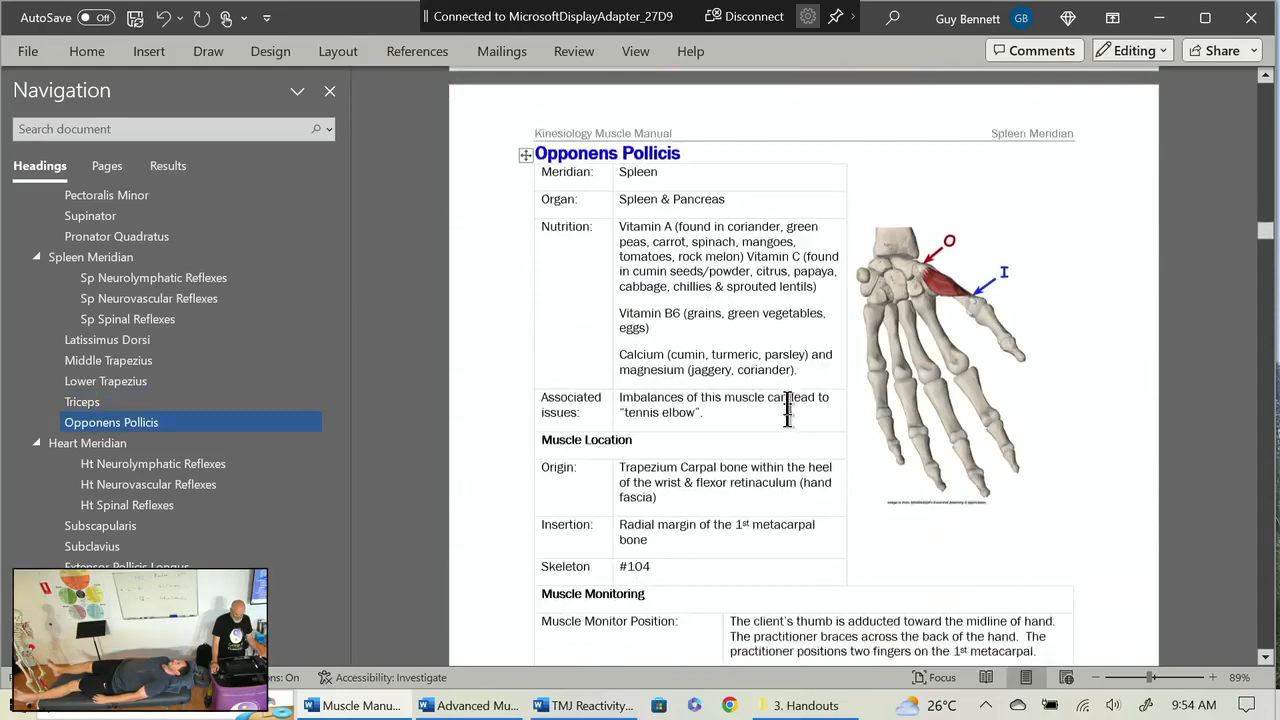 AutoSave Off
Connected to MicrosoftDisplayAdapter_27D9
Disconnect
Guy Bennett
GB
File Home Insert Draw Design Layout References Mailings Review View Help
Comments
Editing
Share
Navigation
Search document
Headings Pages Results
Pectoralis Minor
Supinator
Pronator Quadratus
Spleen Meridian
Sp Neurolymphatic Reflexes
Sp Neurovascular Reflexes
Sp Spinal Reflexes
Latissimus Dorsi
Middle Trapezius
Lower Trapezius
Triceps
Opponens Pollicis
Heart Meridian
Ht Neurolymphatic Reflexes
Ht Neurovascular Reflexes
Ht Spinal Reflexes
Subscapularis
Subclavius
Extensor Pollicis Longus
Kinesiology Muscle Manual
Spleen Meridian
Opponens Pollicis
Meridian: Spleen
Organ: Spleen & Pancreas
Nutrition: Vitamin A (found in coriander, green
peas, carrot, spinach, mangoes,
tomatoes, rock melon) Vitamin C (found
in cumin seeds/powder, citrus, papaya,
cabbage, chillies & sprouted lentils)
Vitamin B6 (grains, green vegetables,
eggs)
Calcium (cumin, turmeric, parsley) and
magnesium (jaggery, coriander).
Associated issues: Imbalances of this muscle can lead to
"tennis elbow".
O
I
Muscle Location
Origin: Trapezium Carpal bone within the heel
of the wrist & flexor retinaculum (hand
fascia)
Insertion: Radial margin of the 1st metacarpal
bone
Skeleton #104
Muscle Monitoring
Muscle Monitor Position: The client's thumb is adducted toward the midline of hand.
The practitioner braces across the back of the hand. The
practitioner positions two fingers on the 1st metacarpal.
ns: On
Accessibility: Investigate
Focus
89%
Muscle Manu...
Advanced Mu...
TMJ Reactivity...
3. Handouts
26°C
9:54 AM